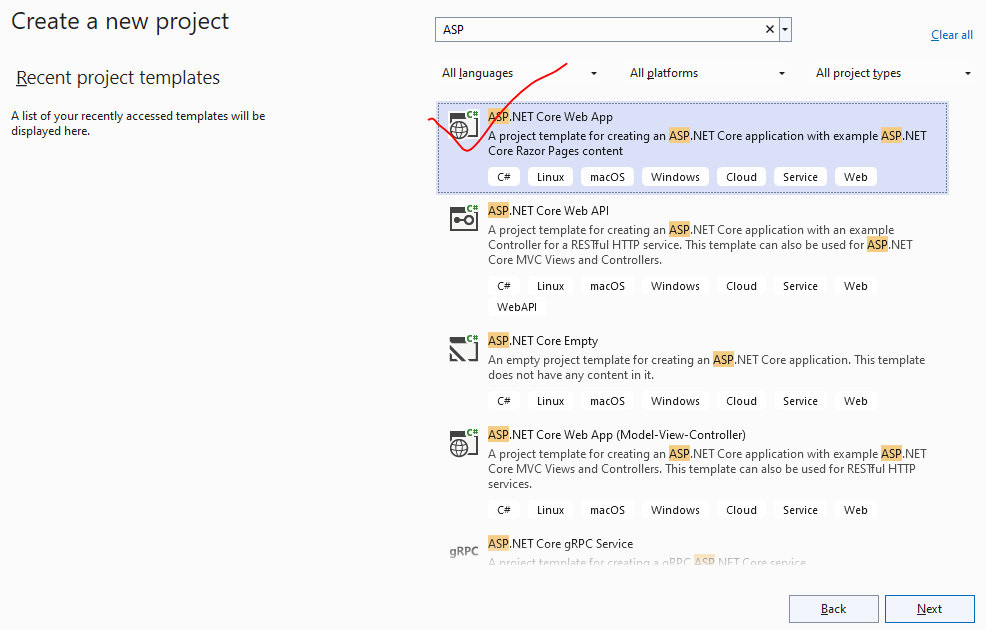 Create a new project
ASP
Clear all
Recent project templates
All languages
All platforms
All project types
A list of your recently accessed templates will be
displayed here.
C#
ASP.NET Core Web App
A project template for creating an ASP.NET Core application with example ASP.NET
Core Razor Pages content
C# Linux macOS Windows Cloud Service Web
C#
ASP.NET Core Web API
A project template for creating an ASP.NET Core application with an example
Controller for a RESTful HTTP service. This template can also be used for ASP.NET
Core MVC Views and Controllers.
C# Linux macOS Windows Cloud Service Web
WebAPI
C#
ASP.NET Core Empty
An empty project template for creating an ASP.NET Core application. This template
does not have any content in it.
C# Linux macOS Windows Cloud Service Web
C#
ASP.NET Core Web App (Model-View-Controller)
A project template for creating an ASP.NET Core application with example ASP.NET
Core MVC Views and Controllers. This template can also be used for RESTful HTTP
services.
C# Linux macOS Windows Cloud Service Web
gRPC
ASP.NET Core gRPC Service
A project template for creating a gRPC ASP.NET Core service.
Back
Next